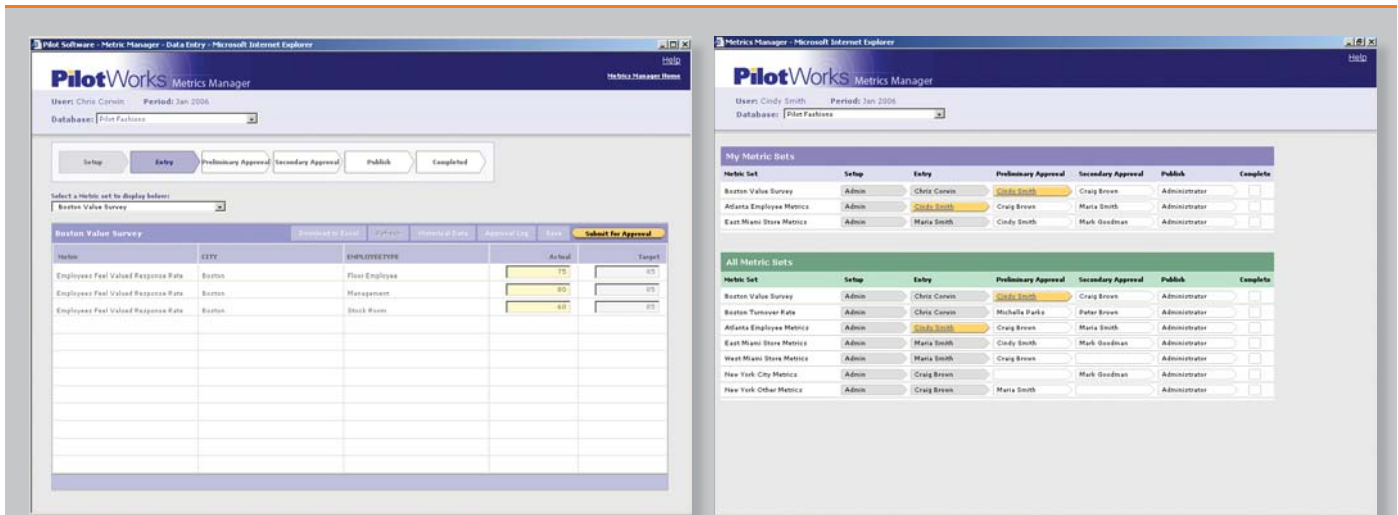 Pilot Software - Metric Manager - Data Entry - Microsoft Internet Explorer
Help
PilotWorks Metrics Manager
Metrics Manager Home
User: Chris Corwin Period: Jan 2006
Database: Pilot Fashions
Setup Entry Preliminary Approval Secondary Approval Publish Completed
Select a Metric set to display below:
Boston Value Survey
Boston Value Survey Download to Excel Refresh Historical Data Approval Log Save Submit for Approval
Metric CITY EMPLOYEETYPE Actual Target
Employees Feel Valued Response Rate Boston Floor Employee 75 85
Employees Feel Valued Response Rate Boston Management 80 85
Employees Feel Valued Response Rate Boston Stock Room 60 85
Metrics Manager - Microsoft Internet Explorer
Help
PilotWorks Metrics Manager
User: Cindy Smith Period: Jan 2006
Database: Pilot Fashions
My Metric Sets
Metric Set Setup Entry Preliminary Approval Secondary Approval Publish Complete
Boston Value Survey Admin Chris Corwin Cindy Smith Craig Brown Administrator
Atlanta Employee Metrics Admin Cindy Smith Craig Brown Maria Smith Administrator
East Miami Store Metrics Admin Maria Smith Cindy Smith Mark Goodman Administrator
All Metric Sets
Metric Set Setup Entry Preliminary Approval Secondary Approval Publish Complete
Boston Value Survey Admin Chris Corwin Cindy Smith Craig Brown Administrator
Boston Turnover Rate Admin Chris Corwin Michelle Parks Peter Brown Administrator
Atlanta Employee Metrics Admin Cindy Smith Craig Brown Maria Smith Administrator
East Miami Store Metrics Admin Maria Smith Cindy Smith Mark Goodman Administrator
West Miami Store Metrics Admin Maria Smith Craig Brown Administrator
New York City Metrics Admin Craig Brown Mark Goodman Administrator
New York Other Metrics Admin Craig Brown Maria Smith Administrator